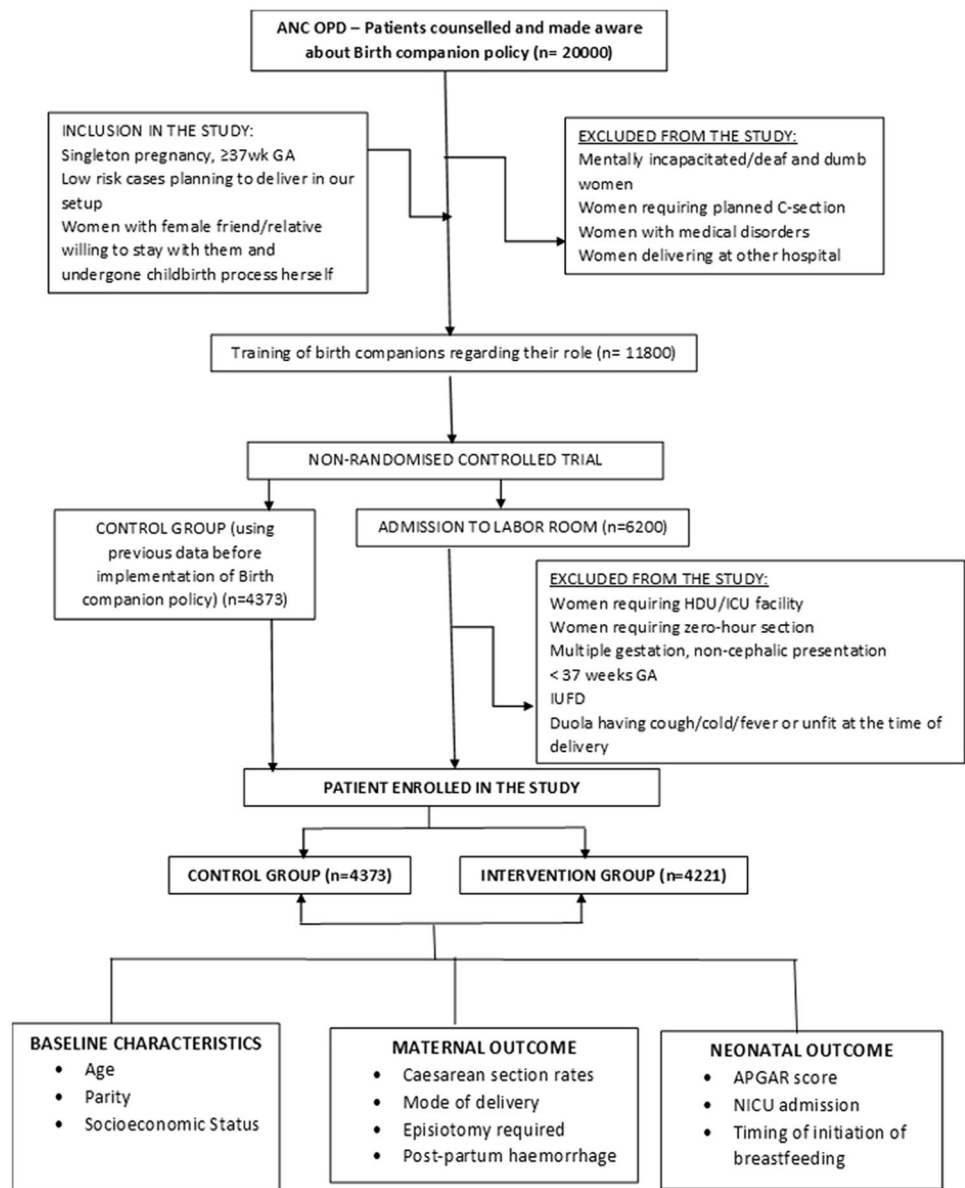 ANC OPD – Patients counselled and made aware
about Birth companion policy (n= 20000)
INCLUSION IN THE STUDY:
Singleton pregnancy, ≥37wk GA
Low risk cases planning to deliver in our
setup
Women with female friend/relative
willing to stay with them and
undergone childbirth process herself
EXCLUDED FROM THE STUDY:
Mentally incapacitated/deaf and dumb
women
Women requiring planned C-section
Women with medical disorders
Women delivering at other hospital
Training of birth companions regarding their role (n= 11800)
NON-RANDOMISED CONTROLLED TRIAL
CONTROL GROUP (using
previous data before
implementation of Birth
companion policy) (n=4373)
ADMISSION TO LABOR ROOM (n=6200)
EXCLUDED FROM THE STUDY:
Women requiring HDU/ICU facility
Women requiring zero-hour section
Multiple gestation, non-cephalic presentation
< 37 weeks GA
IUFD
Duola having cough/cold/fever or unfit at the time of
delivery
PATIENT ENROLLED IN THE STUDY
CONTROL GROUP (n=4373)
INTERVENTION GROUP (n=4221)
BASELINE CHARACTERISTICS
• Age
• Parity
• Socioeconomic Status
MATERNAL OUTCOME
• Caesarean section rates
• Mode of delivery
• Episiotomy required
• Post-partum haemorrhage
NEONATAL OUTCOME
• APGAR score
• NICU admission
• Timing of initiation of
breastfeeding